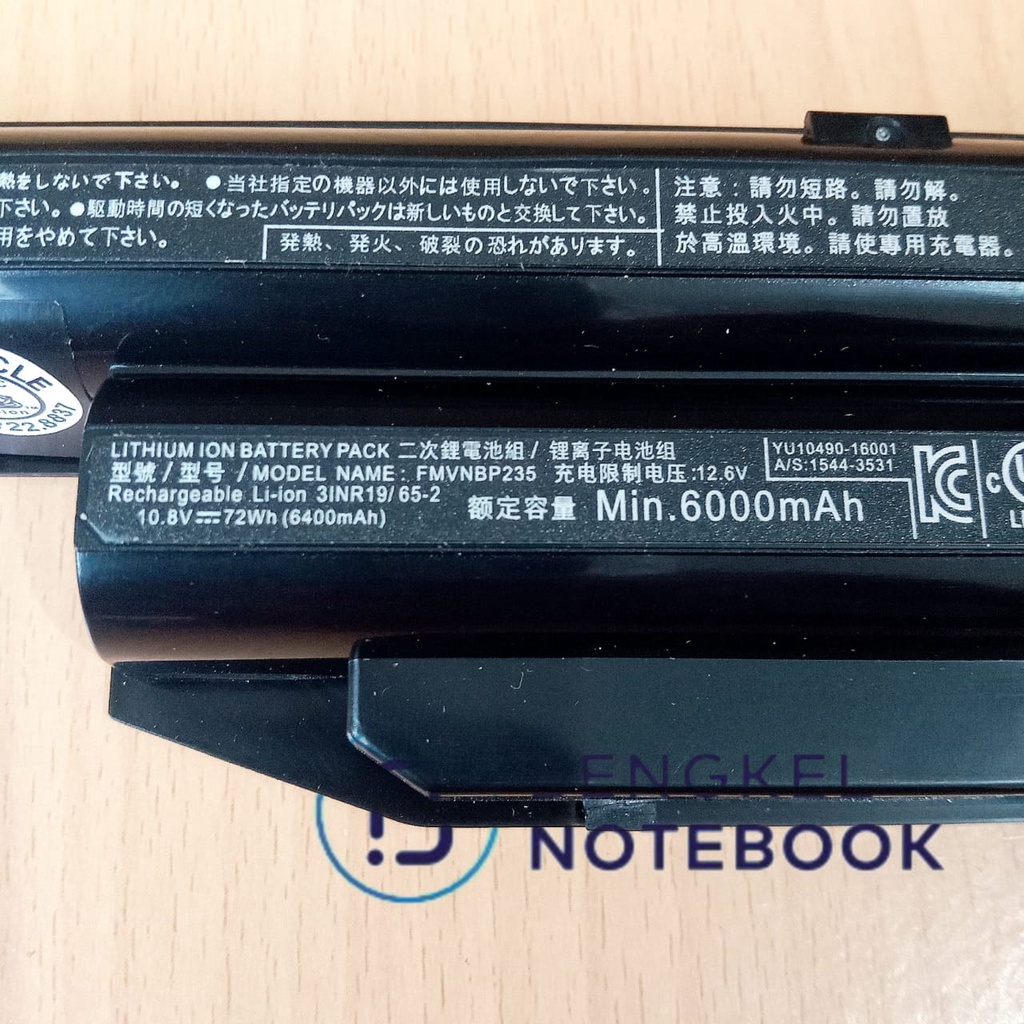 熱をしないで下さい。 ●当社指定の機器以外には使用しないで下さい。
下さい。●駆動時間の短くなったバッテリパックは新しいものと交換して下さい。
用をやめて下さい。
発熱、発火、破裂の恐れがあります。
注意：請勿短路。請勿解。
禁止投入火中。請勿置放
於高溫環境。請使專用充電器。
CLE
22.8837
LITHIUM ION BATTERY PACK 二次鋰電池組/ 锂离子电池组
型號/型号/MODEL NAME: FMVNBP235 充电限制电压:12.6V
Rechargeable Li-ion 3INR19/65-2
10.8V⎓72Wh (6400mAh)
额定容量 Min.6000mAh
YU10490-16001
A/S:1544-3531
C
LI
ENGKEL
NOTEBOOK